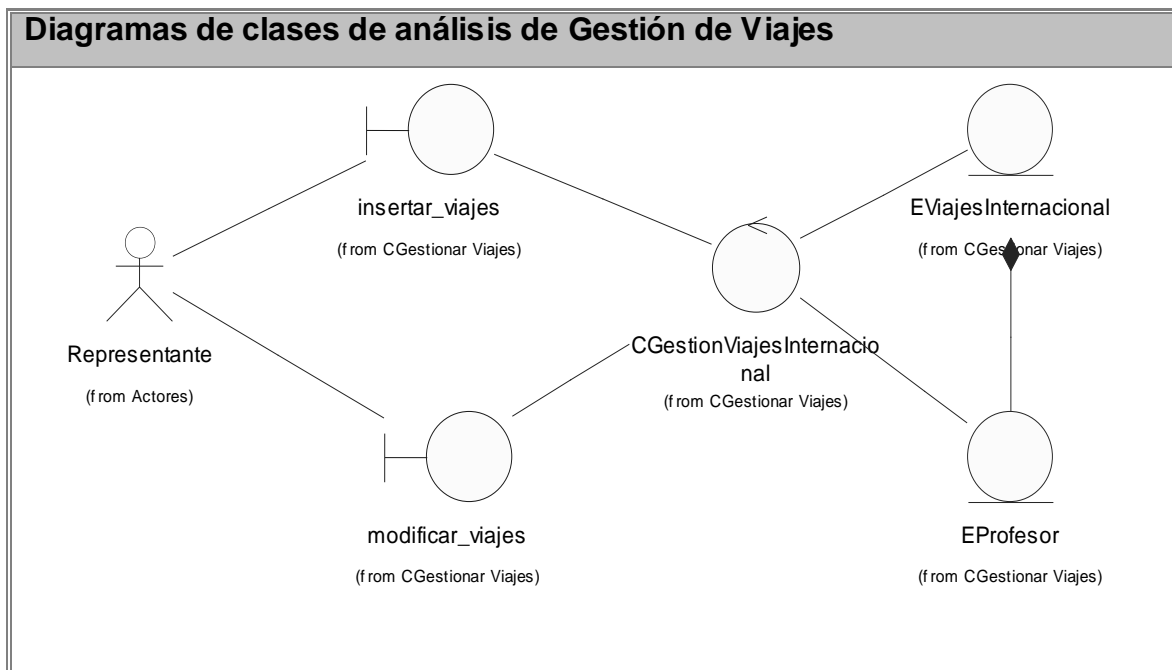 Diagramas de clases de análisis de Gestión de Viajes
insertar_viajes
(from CGestionar Viajes)
EViajesInternacional
(from CGestionar Viajes)
Representante
(from Actores)
CGestionViajesInternacio
nal
(from CGestionar Viajes)
modificar_viajes
(from CGestionar Viajes)
EProfesor
(from CGestionar Viajes)